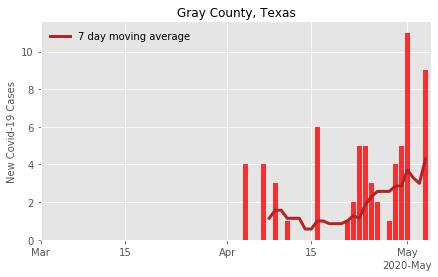 Gray County, Texas
7 day moving average
New Covid-19 Cases
10
8
6
4
2
0
Mar 15 Apr 15 May
2020-May